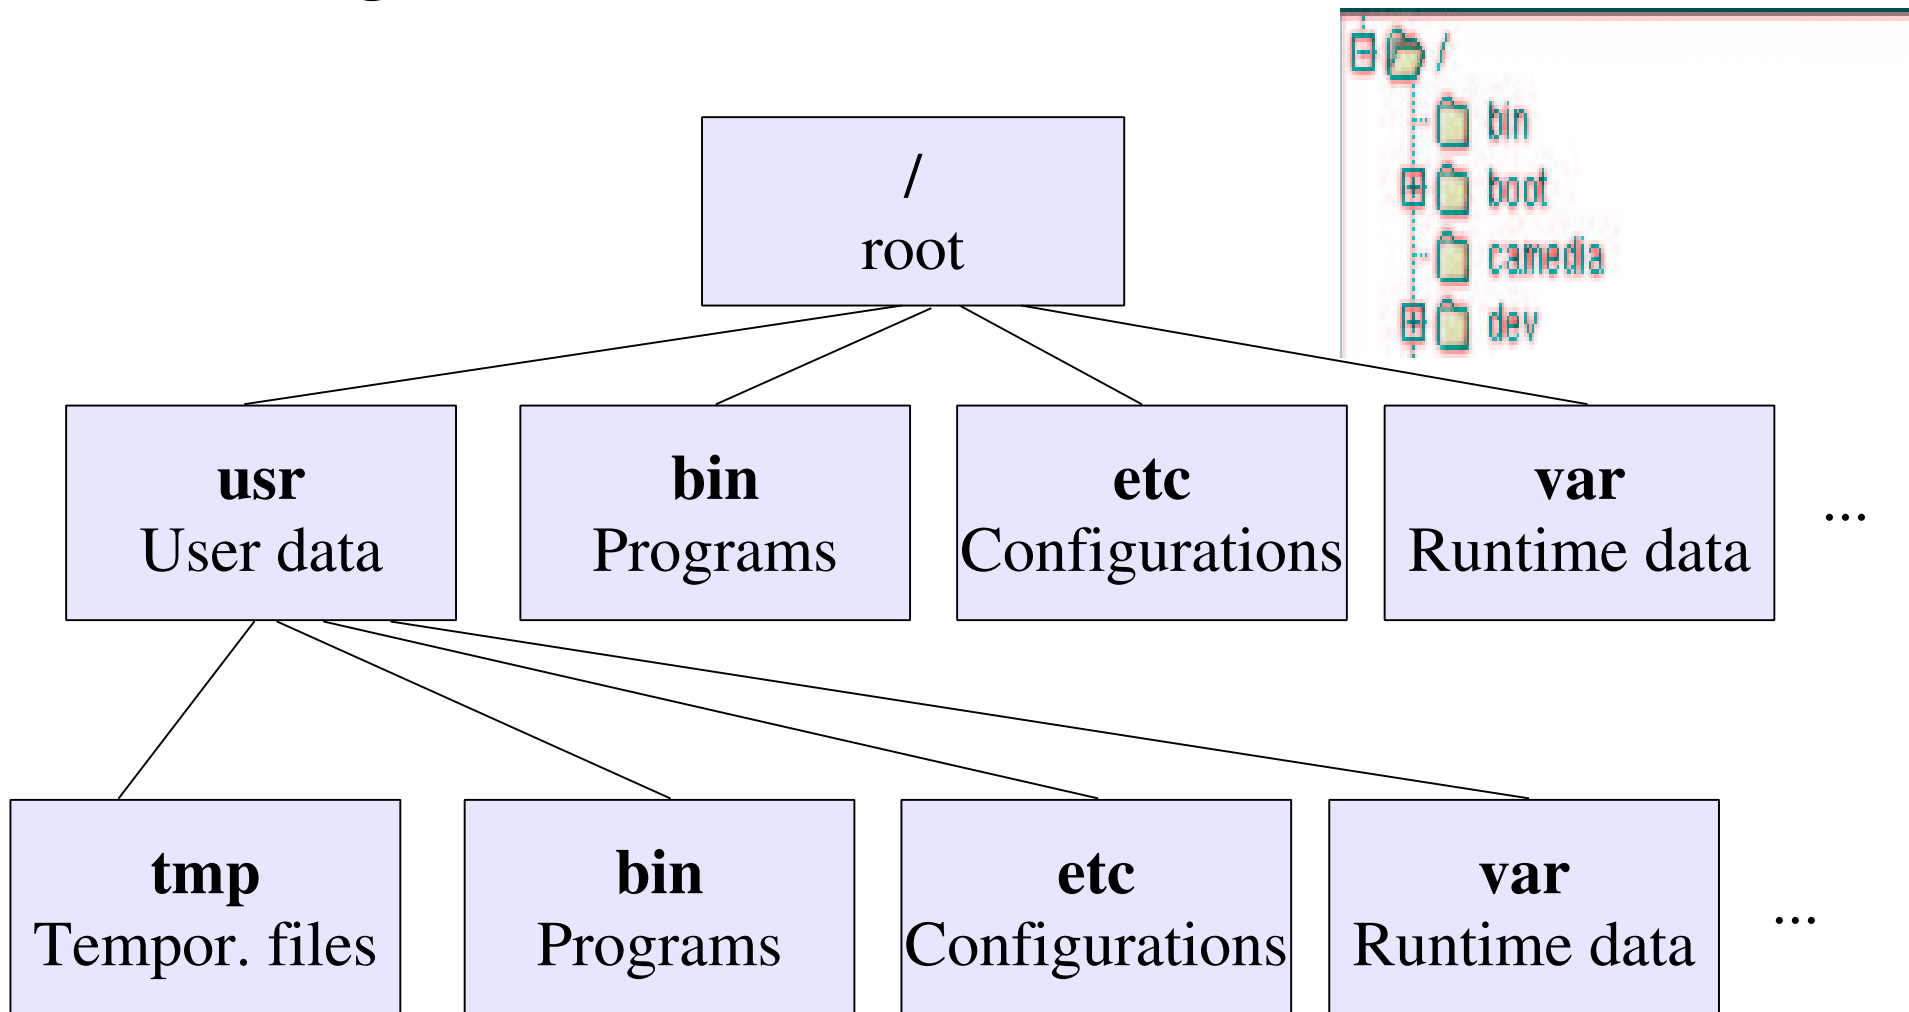 /
bin
boot
camedia
dev
/
root
usr
User data
bin
Programs
etc
Configurations
var
Runtime data
...
tmp
Tempor. files
bin
Programs
etc
Configurations
var
Runtime data
...